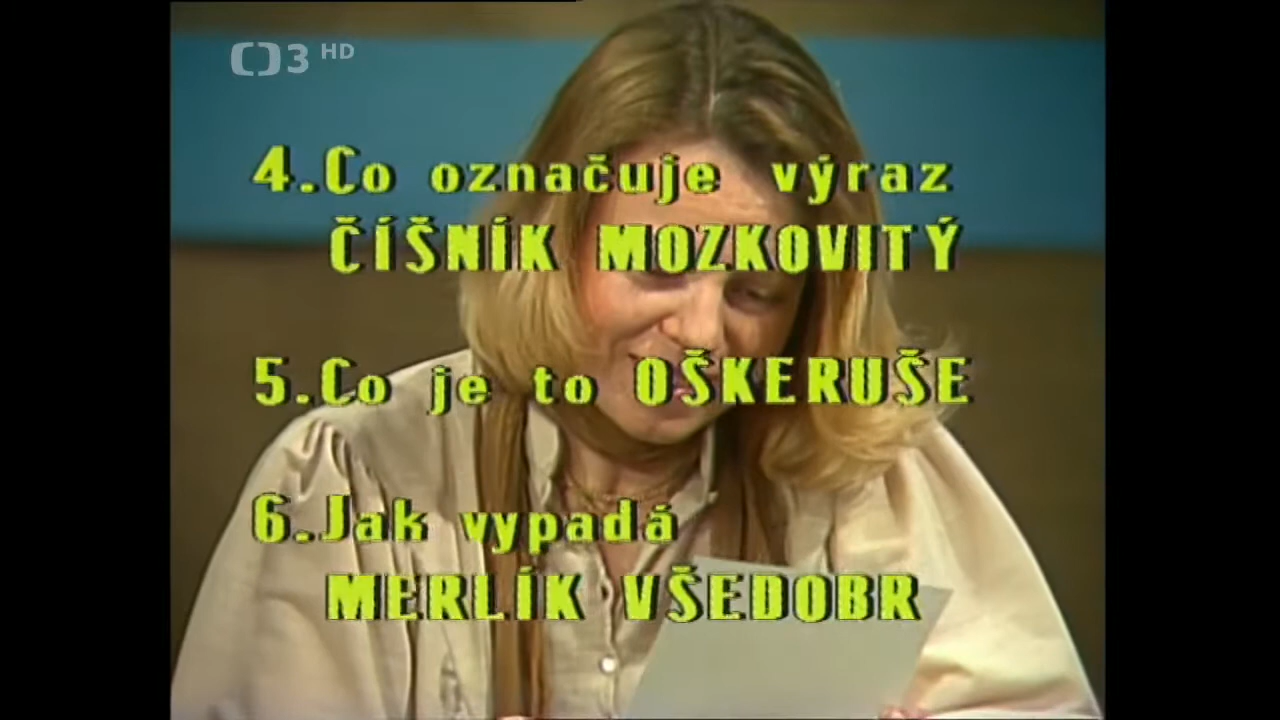 ČT3 HD
4.Co označuje výraz
ČÍŠNÍK MOZKOVITÝ
5.Co je to OŠKERUŠE
6.Jak vypadá
MERLÍK VŠEDOBR